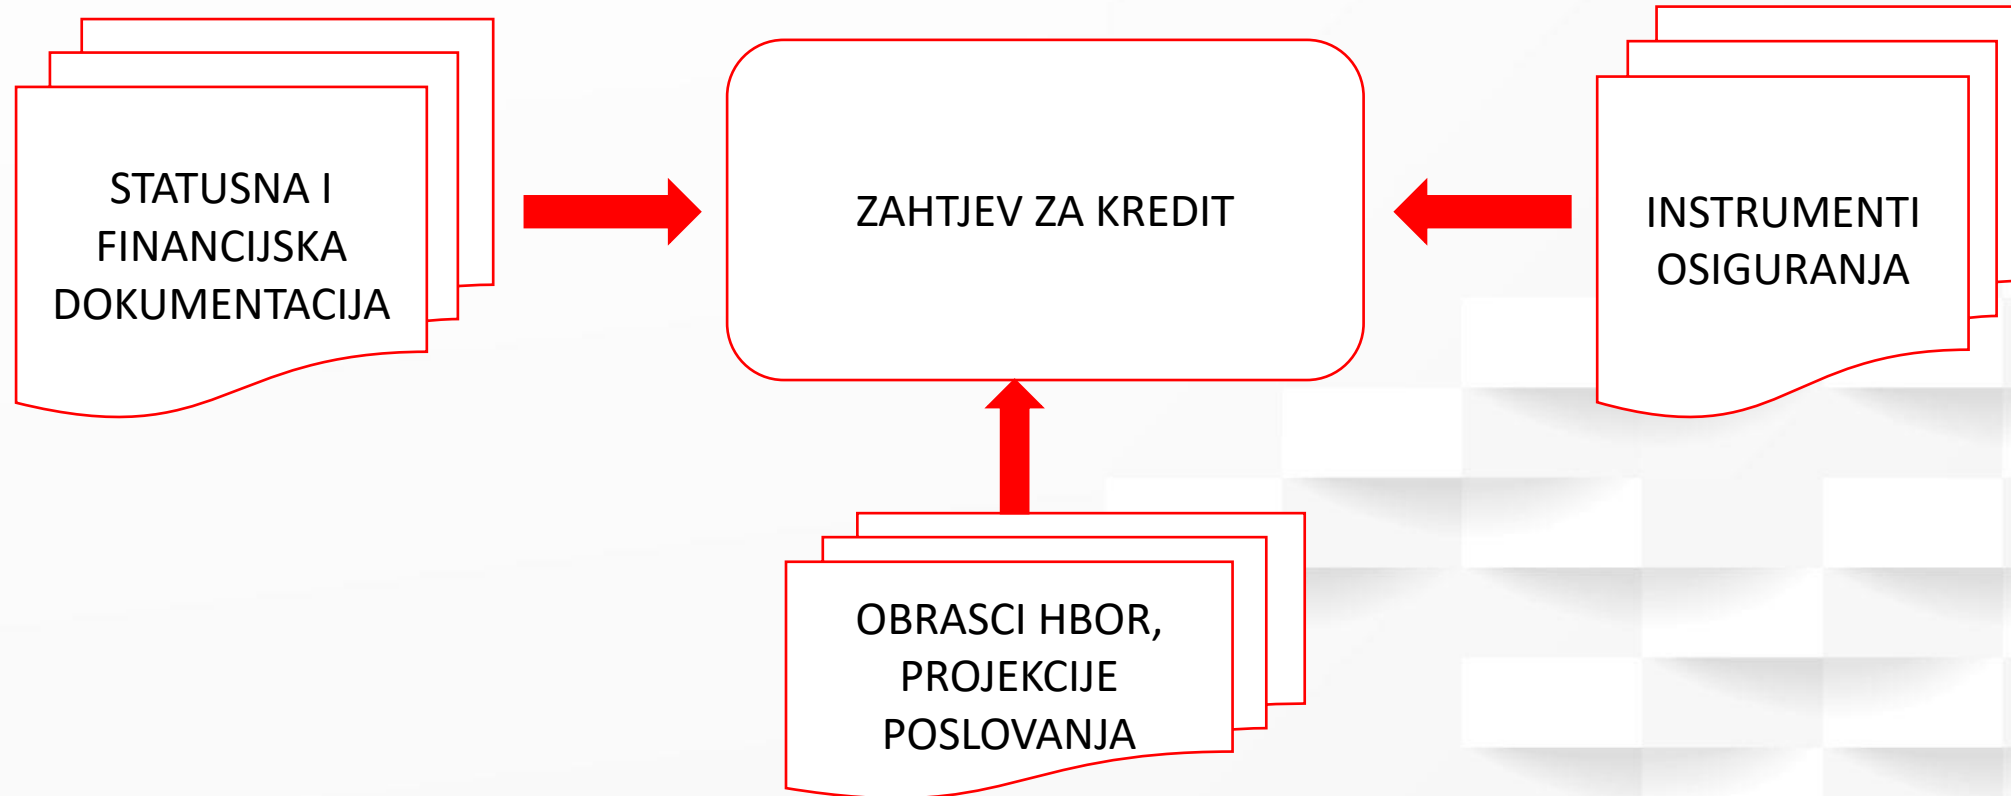 STATUSNA I
FINANCIJSKA
DOKUMENTACIJA
ZAHTJEV ZA KREDIT
INSTRUMENTI
OSIGURANJA
OBRASCI HBOR,
PROJEKCIJE
POSLOVANJA